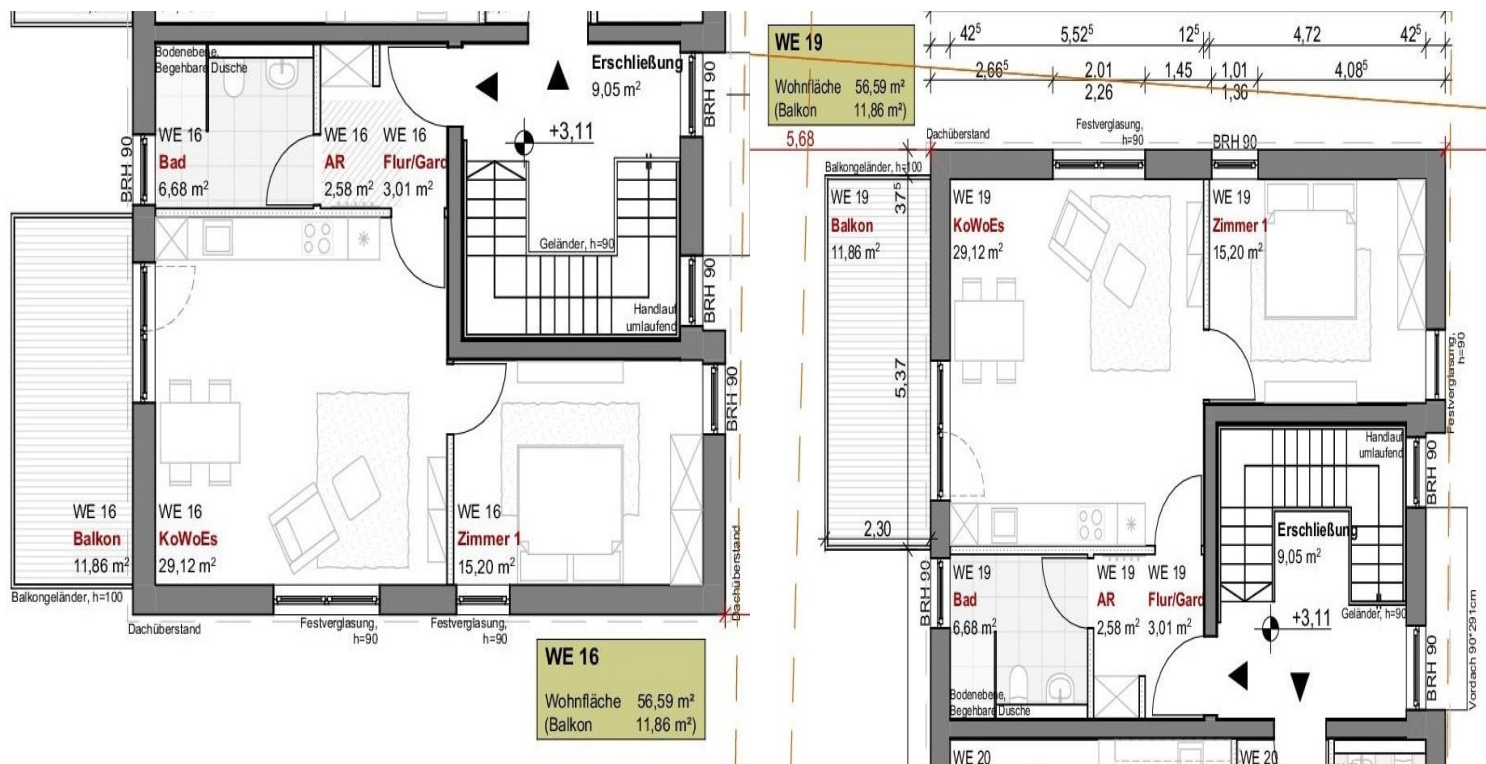 Bodenebene,
Begehbare Dusche
WE 16
Bad
6,68 m²
WE 16
AR
2,58 m²
WE 16
Flur/Gard
3,01 m²
Erschließung
9,05 m²
+3,11
BRH 90
BRH 90
BRH 90
BRH 90
Geländer, h=90
Handlauf
umlaufend
WE 16
Balkon
11,86 m²
WE 16
KoWoEs
29,12 m²
WE 16
Zimmer 1
15,20 m²
Balkongeländer, h=100
Dachüberstand
Festverglasung,
h=90
Festverglasung,
h=90
Dachüberstand
WE 16
Wohnfläche 56,59 m²
(Balkon 11,86 m²)
WE 19
Wohnfläche 56,59 m²
(Balkon 11,86 m²)
42⁵ 5,52⁵ 12⁵ 4,72 42⁵
2,66⁵ 2,01 1,45 1,01 4,08⁵
2,26 1,36
5,68
Dachüberstand
Festverglasung,
h=90
BRH 90
Balkongeländer, h=100
37⁵
WE 19
Balkon
11,86 m²
WE 19
KoWoEs
29,12 m²
WE 19
Zimmer 1
15,20 m²
5,37
2,30
Festverglasung,
h=90
Handlauf
umlaufend
BRH 90
Erschließung
9,05 m²
BRH 90
WE 19
Bad
6,68 m²
WE 19
AR
2,58 m²
WE 19
Flur/Gard
3,01 m²
+3,11
Geländer, h=90
BRH 90
Vordach 90*291cm
Bodenebene,
Begehbare Dusche
WE 20
WE 20